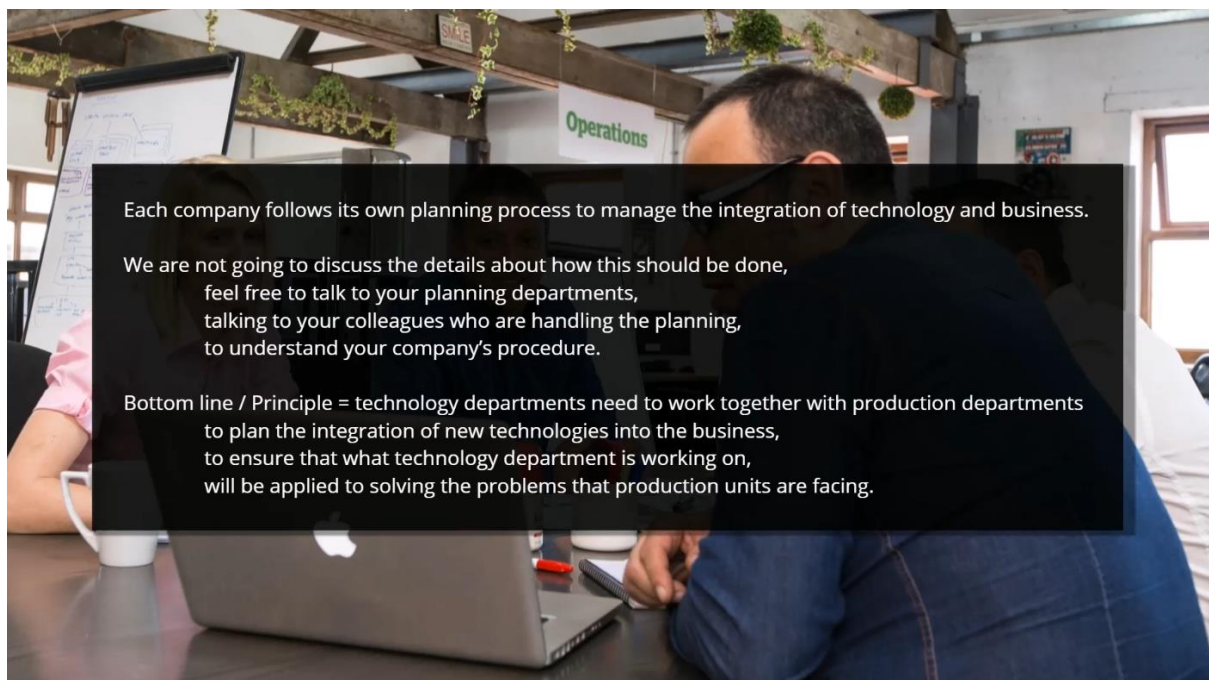 SMILE
Operations
Each company follows its own planning process to manage the integration of technology and business.
We are not going to discuss the details about how this should be done,
feel free to talk to your planning departments,
talking to your colleagues who are handling the planning,
to understand your company's procedure.
Bottom line / Principle = technology departments need to work together with production departments
to plan the integration of new technologies into the business,
to ensure that what technology department is working on,
will be applied to solving the problems that production units are facing.